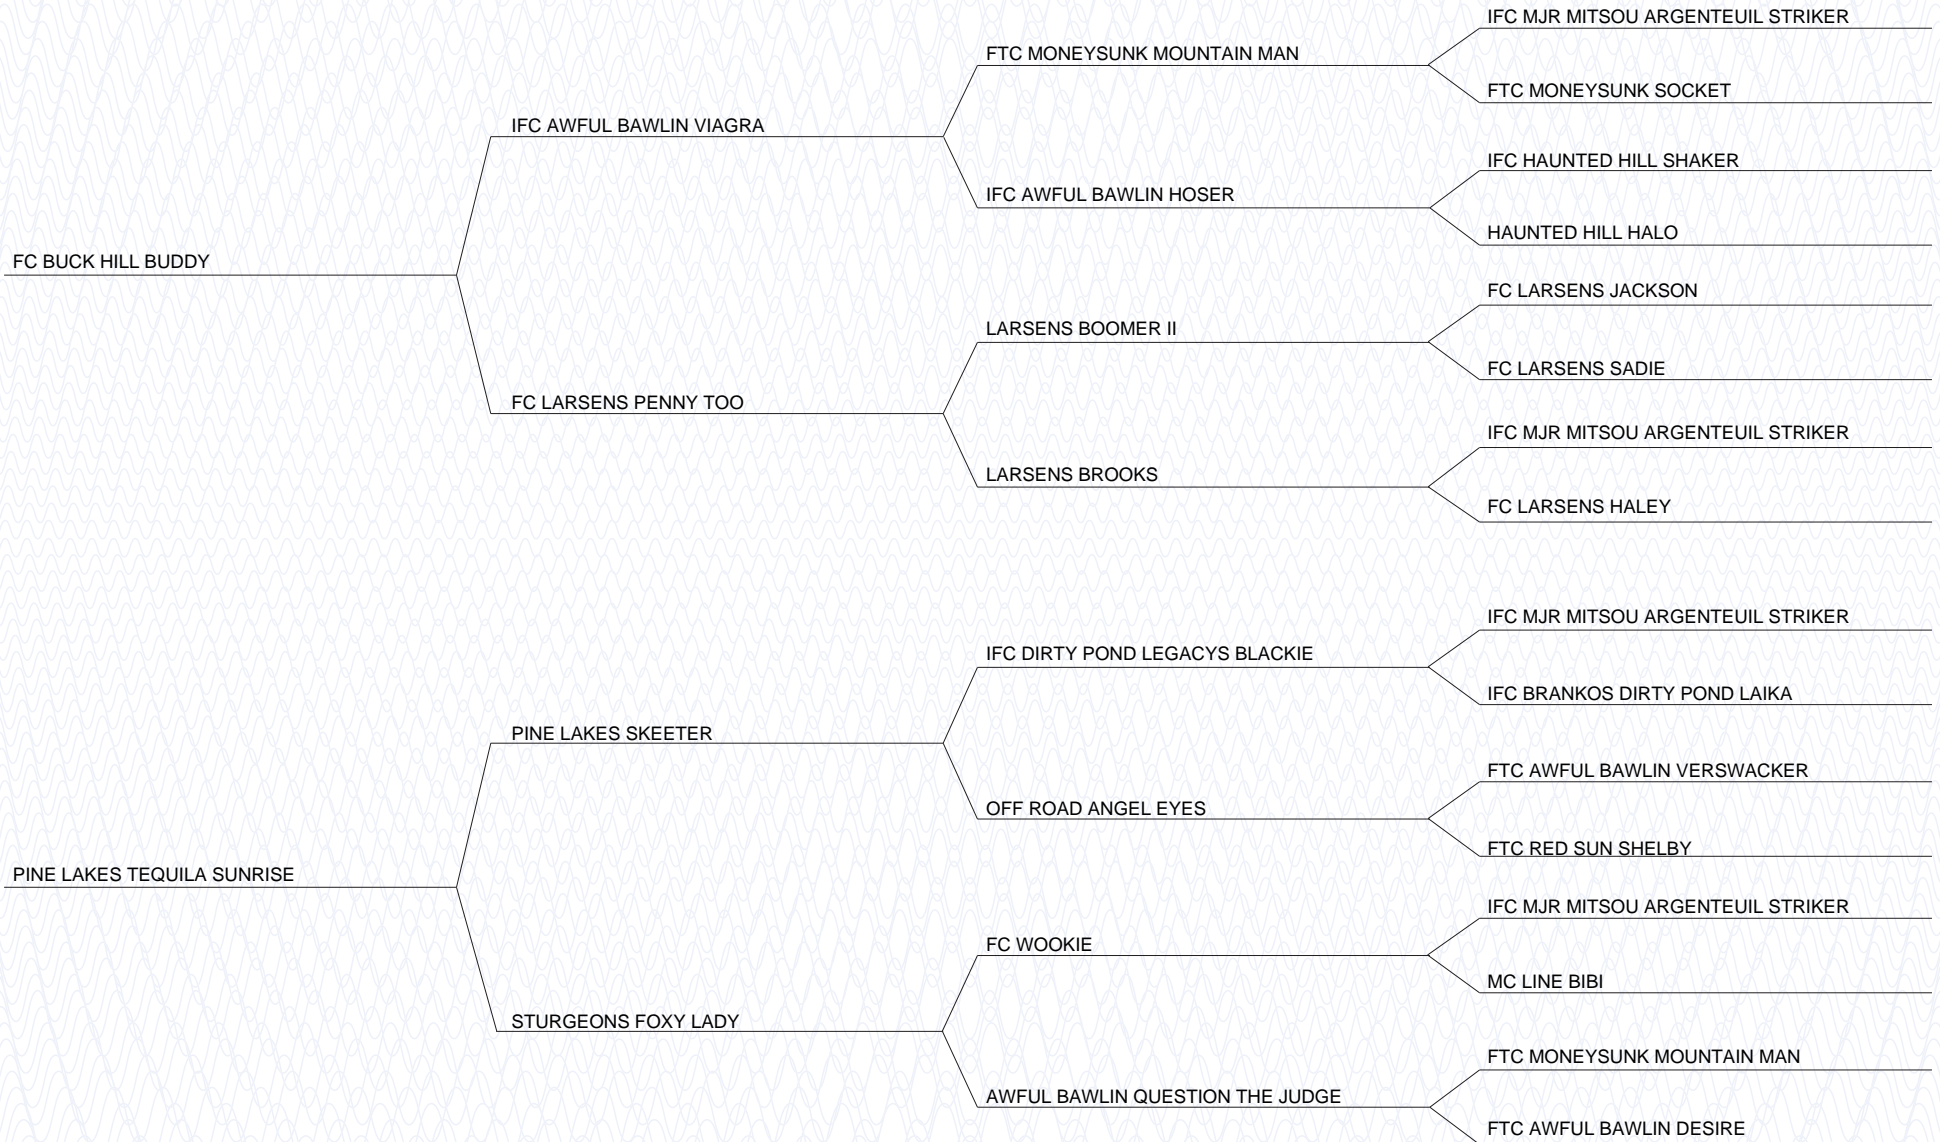 IFC MJR MITSOU ARGENTEUIL STRIKER
FTC MONEYSUNK MOUNTAIN MAN
FTC MONEYSUNK SOCKET
IFC AWFUL BAWLIN VIAGRA
IFC HAUNTED HILL SHAKER
IFC AWFUL BAWLIN HOSER
HAUNTED HILL HALO
FC BUCK HILL BUDDY
FC LARSENS JACKSON
LARSENS BOOMER II
FC LARSENS SADIE
FC LARSENS PENNY TOO
IFC MJR MITSOU ARGENTEUIL STRIKER
LARSENS BROOKS
FC LARSENS HALEY
IFC MJR MITSOU ARGENTEUIL STRIKER
IFC DIRTY POND LEGACYS BLACKIE
IFC BRANKOS DIRTY POND LAIKA
PINE LAKES SKEETER
FTC AWFUL BAWLIN VERSWACKER
OFF ROAD ANGEL EYES
FTC RED SUN SHELBY
PINE LAKES TEQUILA SUNRISE
IFC MJR MITSOU ARGENTEUIL STRIKER
FC WOOKIE
MC LINE BIBI
STURGEONS FOXY LADY
FTC MONEYSUNK MOUNTAIN MAN
AWFUL BAWLIN QUESTION THE JUDGE
FTC AWFUL BAWLIN DESIRE